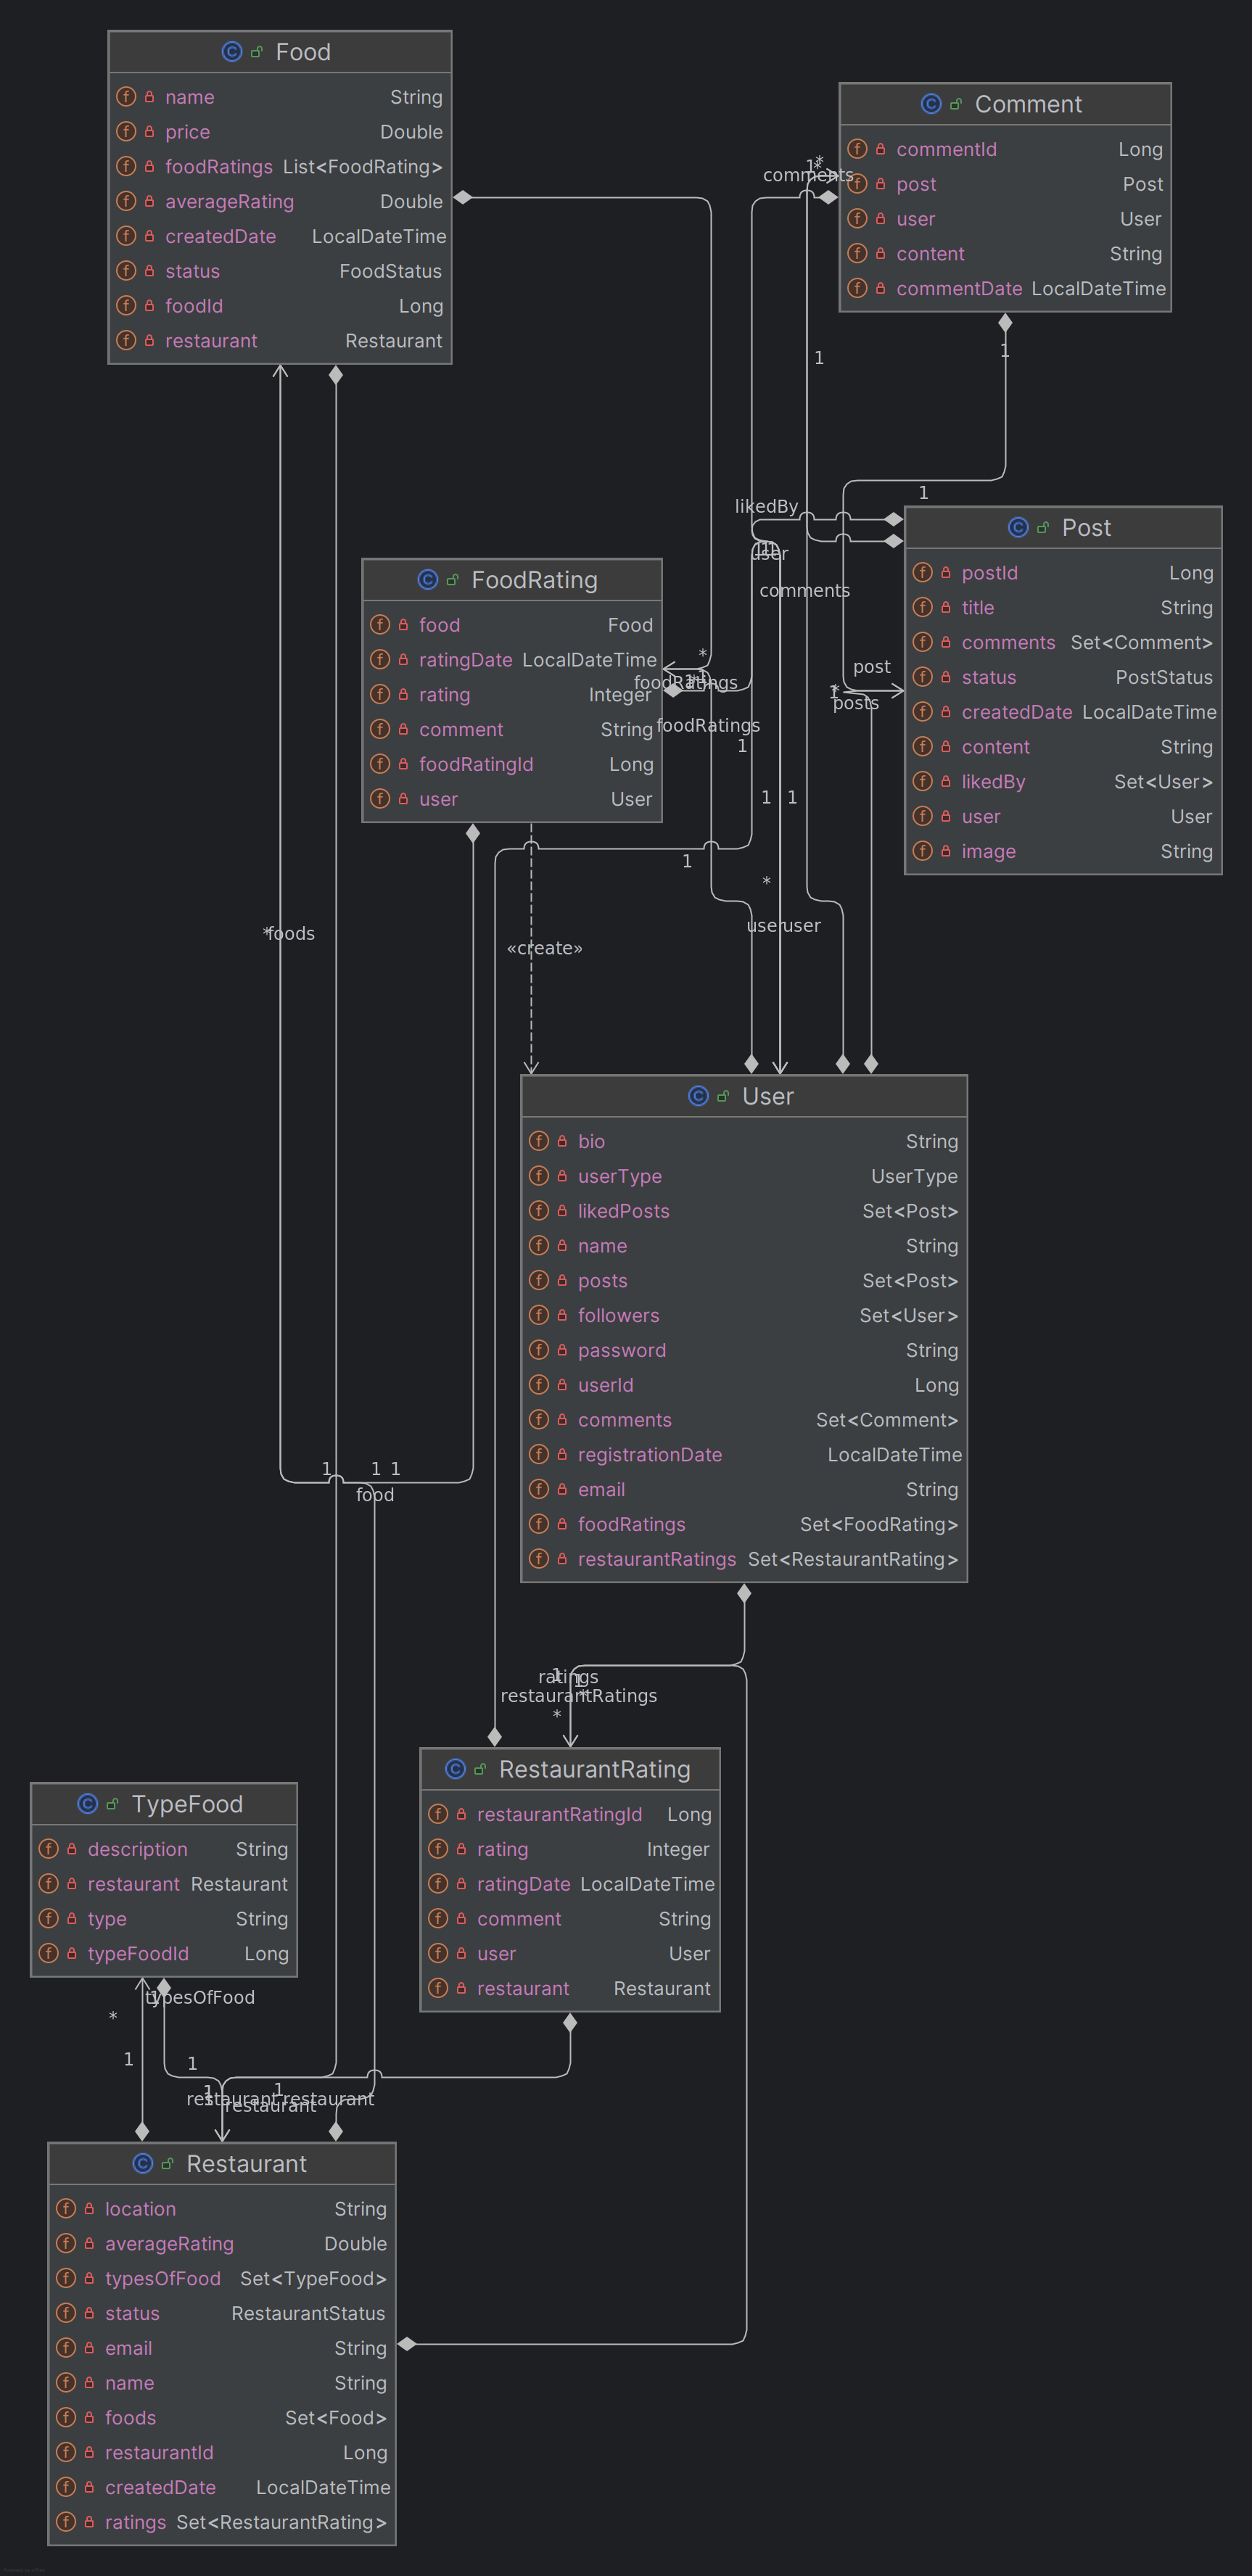 Food
name String
price Double
foodRatings List<FoodRating>
averageRating Double
createdDate LocalDateTime
status FoodStatus
foodId Long
restaurant Restaurant
Comment
commentId Long
post Post
user User
content String
commentDate LocalDateTime
1
*
comments
1
1
1
likedBy
user
comments
Post
postId Long
title String
comments Set<Comment>
status PostStatus
createdDate LocalDateTime
content String
likedBy Set<User>
user User
image String
FoodRating
food Food
ratingDate LocalDateTime
rating Integer
comment String
foodRatingId Long
user User
*
foodRatings
foodRatings
post
1
*
posts
1
1 1
1
*
user
user
*
foods
«create»
User
bio String
userType UserType
likedPosts Set<Post>
name String
posts Set<Post>
followers Set<User>
password String
userId Long
comments Set<Comment>
registrationDate LocalDateTime
email String
foodRatings Set<FoodRating>
restaurantRatings Set<RestaurantRating>
1 1 1
food
ratings
restaurantRatings
*
RestaurantRating
restaurantRatingId Long
rating Integer
ratingDate LocalDateTime
comment String
user User
restaurant Restaurant
TypeFood
description String
restaurant Restaurant
type String
typeFoodId Long
typesOfFood
*
1
1
1
restaurant
restaurant
restaurant
Restaurant
location String
averageRating Double
typesOfFood Set<TypeFood>
status RestaurantStatus
email String
name String
foods Set<Food>
restaurantId Long
createdDate LocalDateTime
ratings Set<RestaurantRating>